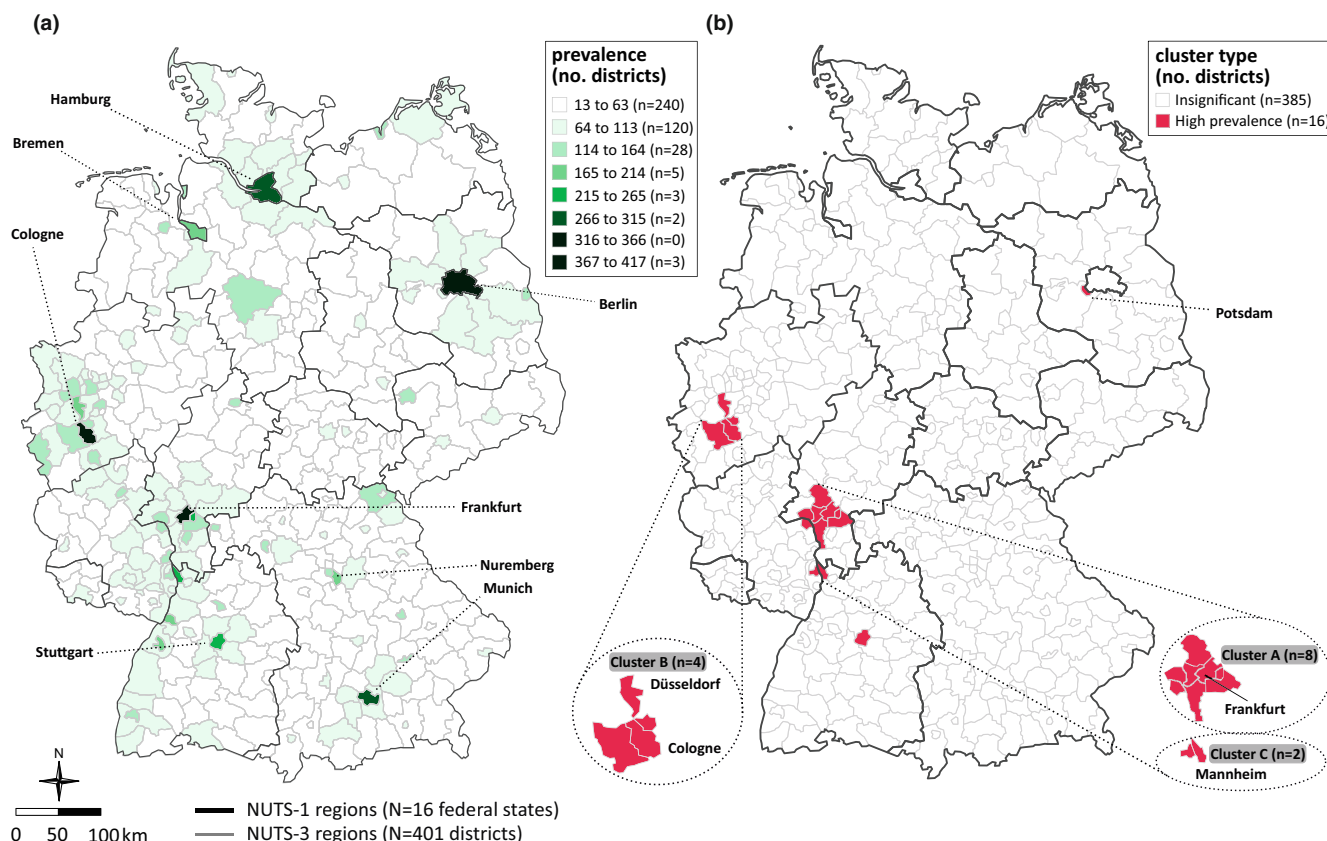 (a)
prevalence
(no. districts)
13 to 63 (n=240)
64 to 113 (n=120)
114 to 164 (n=28)
165 to 214 (n=5)
215 to 265 (n=3)
266 to 315 (n=2)
316 to 366 (n=0)
367 to 417 (n=3)
Hamburg
Bremen
Cologne
Berlin
Frankfurt
Nuremberg
Munich
Stuttgart
N
0 50 100 km
NUTS-1 regions (N=16 federal states)
NUTS-3 regions (N=401 districts)
(b)
cluster type
(no. districts)
Insignificant (n=385)
High prevalence (n=16)
Potsdam
Cluster B (n=4)
Düsseldorf
Cologne
Cluster A (n=8)
Frankfurt
Cluster C (n=2)
Mannheim